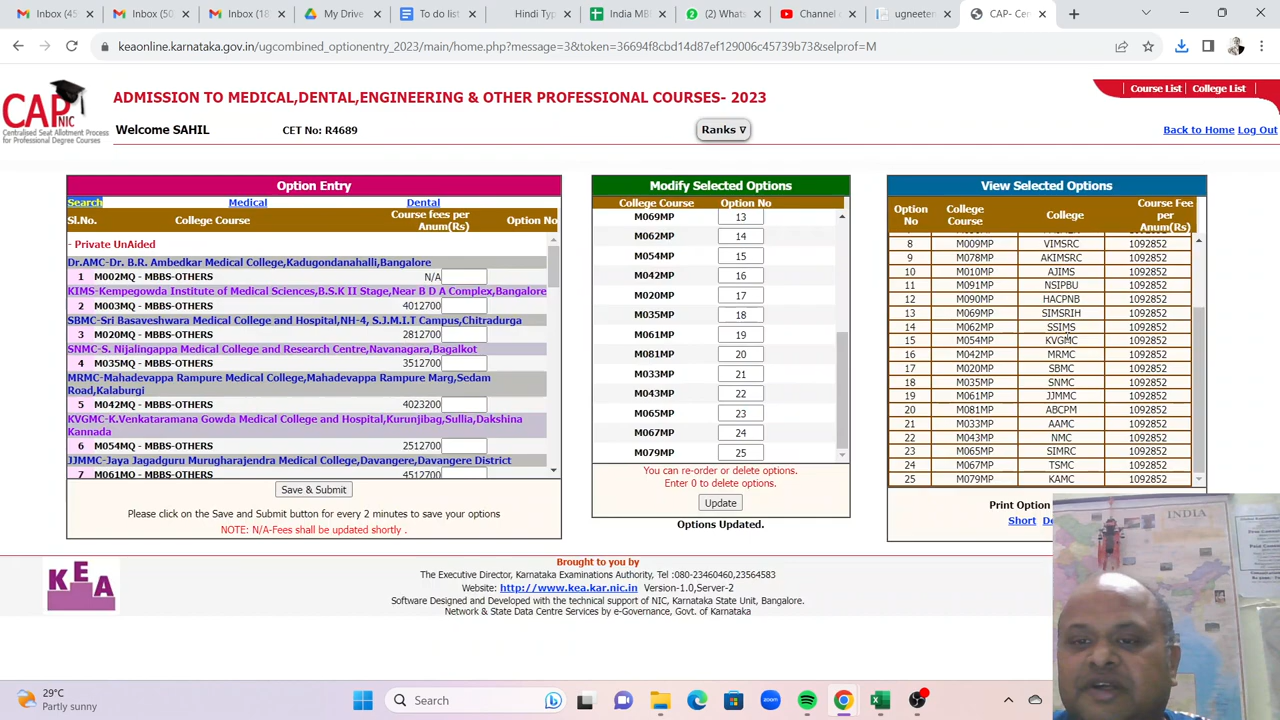 Inbox (45
Inbox (50
Inbox (18
My Drive
To do list
Hindi Typ
India MB
(2) Whats
Channel
ugneeten
CAP- Cen
keaonline.karnataka.gov.in/ugcombined_optionentry_2023/main/home.php?message=3&token=36694f8cbd14d87ef129006c45739b73&selprof=M
CAP NIC
Centralised Seat Allotment Process
for Professional Degree Courses
ADMISSION TO MEDICAL,DENTAL,ENGINEERING & OTHER PROFESSIONAL COURSES- 2023
Course List College List
Welcome SAHIL CET No: R4689 Ranks ∇
Back to Home Log Out
Option Entry
Search Medical Dental
Sl.No. College Course Course fees per Anum(Rs) Option No
- Private UnAided
Dr.AMC-Dr. B.R. Ambedkar Medical College,Kadugondanahalli,Bangalore
1 M002MQ - MBBS-OTHERS N/A
KIMS-Kempegowda Institute of Medical Sciences,B.S.K II Stage,Near B D A Complex,Bangalore
2 M003MQ - MBBS-OTHERS 4012700
SBMC-Sri Basaveshwara Medical College and Hospital,NH-4, S.J.M.I.T Campus,Chitradurga
3 M020MQ - MBBS-OTHERS 2812700
SNMC-S. Nijalingappa Medical College and Research Centre,Navanagara,Bagalkot
4 M035MQ - MBBS-OTHERS 3512700
MRMC-Mahadevappa Rampure Medical College,Mahadevappa Rampure Marg,Sedam
Road,Kalaburgi
5 M042MQ - MBBS-OTHERS 4023200
KVGMC-K.Venkataramana Gowda Medical College and Hospital,Kurunjibag,Sullia,Dakshina
Kannada
6 M054MQ - MBBS-OTHERS 2512700
JJMMC-Jaya Jagadguru Murugharajendra Medical College,Davangere,Davangere District
7 M061MQ - MBBS-OTHERS 4512700
Save & Submit
Please click on the Save and Submit button for every 2 minutes to save your options
NOTE: N/A-Fees shall be updated shortly .
Modify Selected Options
College Course Option No
M069MP 13
M062MP 14
M054MP 15
M042MP 16
M020MP 17
M035MP 18
M061MP 19
M081MP 20
M033MP 21
M043MP 22
M065MP 23
M067MP 24
M079MP 25
You can re-order or delete options.
Enter 0 to delete options.
Update
Options Updated.
View Selected Options
Option No College Course College Course Fee per Anum(Rs)
8 M009MP VIMSRC 1092852
9 M078MP AKIMSRC 1092852
10 M010MP AJIMS 1092852
11 M091MP NSIPBU 1092852
12 M090MP HACPNB 1092852
13 M069MP SIMSRIH 1092852
14 M062MP SSIMS 1092852
15 M054MP KVGMC 1092852
16 M042MP MRMC 1092852
17 M020MP SBMC 1092852
18 M035MP SNMC 1092852
19 M061MP JJMMC 1092852
20 M081MP ABCPM 1092852
21 M033MP AAMC 1092852
22 M043MP NMC 1092852
23 M065MP SIMRC 1092852
24 M067MP TSMC 1092852
25 M079MP KAMC 1092852
Print Option
Short
INDIA
KEA
Brought to you by
The Executive Director, Karnataka Examinations Authority, Tel :080-23460460,23564583
Website: http://www.kea.kar.nic.in Version-1.0,Server-2
Software Designed and Developed with the technical support of NIC, Karnataka State Unit, Bangalore.
Network & State Data Centre Services by e-Governance, Govt. of Karnataka
29°C
Partly sunny
Search